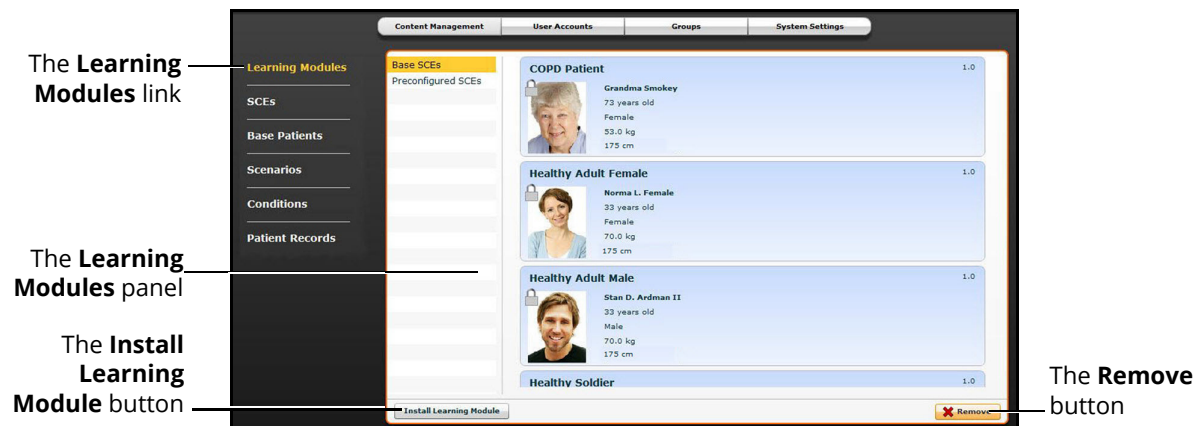 Content Management
User Accounts
Groups
System Settings
The Learning
Modules link
Learning Modules
SCEs
Base Patients
Scenarios
Conditions
Patient Records
The Learning
Modules panel
The Install
Learning
Module button
Base SCEs
Preconfigured SCEs
COPD Patient
1.0
Grandma Smokey
73 years old
Female
53.0 kg
175 cm
Healthy Adult Female
1.0
Norma L. Female
33 years old
Female
70.0 kg
175 cm
Healthy Adult Male
1.0
Stan D. Ardman II
33 years old
Male
70.0 kg
175 cm
Healthy Soldier
1.0
Install Learning Module
Remove
The Remove
button